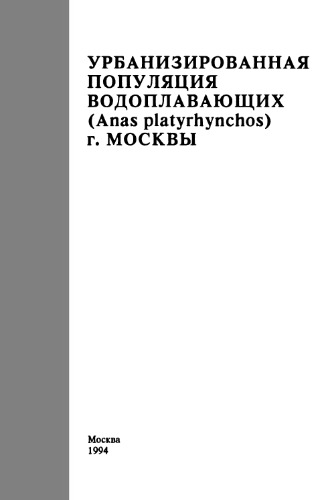 УРБАНИЗИРОВАННАЯ
ПОПУЛЯЦИЯ
ВОДОПЛАВАЮЩИХ
(Anas platyrhynchos)
г. МОСКВЫ
Москва
1994